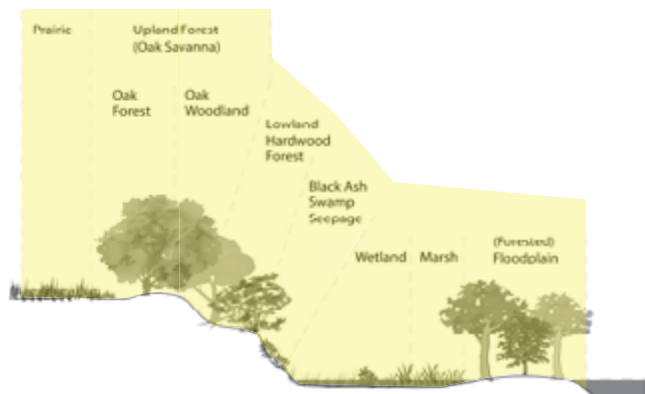 Prairie
Upland Forest
(Oak Savanna)
Oak
Forest
Oak
Woodland
Lowland
Hardwood
Forest
Black Ash
Swamp
Seepage
Wetland
Marsh
(Forested)
Floodplain